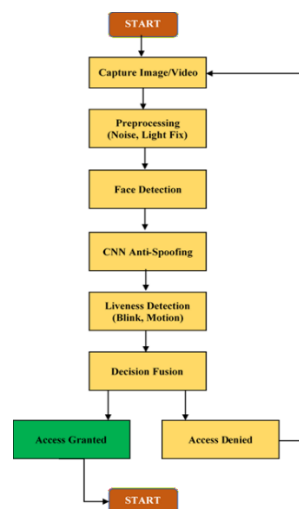 START
Capture Image/Video
Preprocessing
(Noise, Light Fix)
Face Detection
CNN Anti-Spoofing
Liveness Detection
(Blink, Motion)
Decision Fusion
Access Granted
Access Denied
START